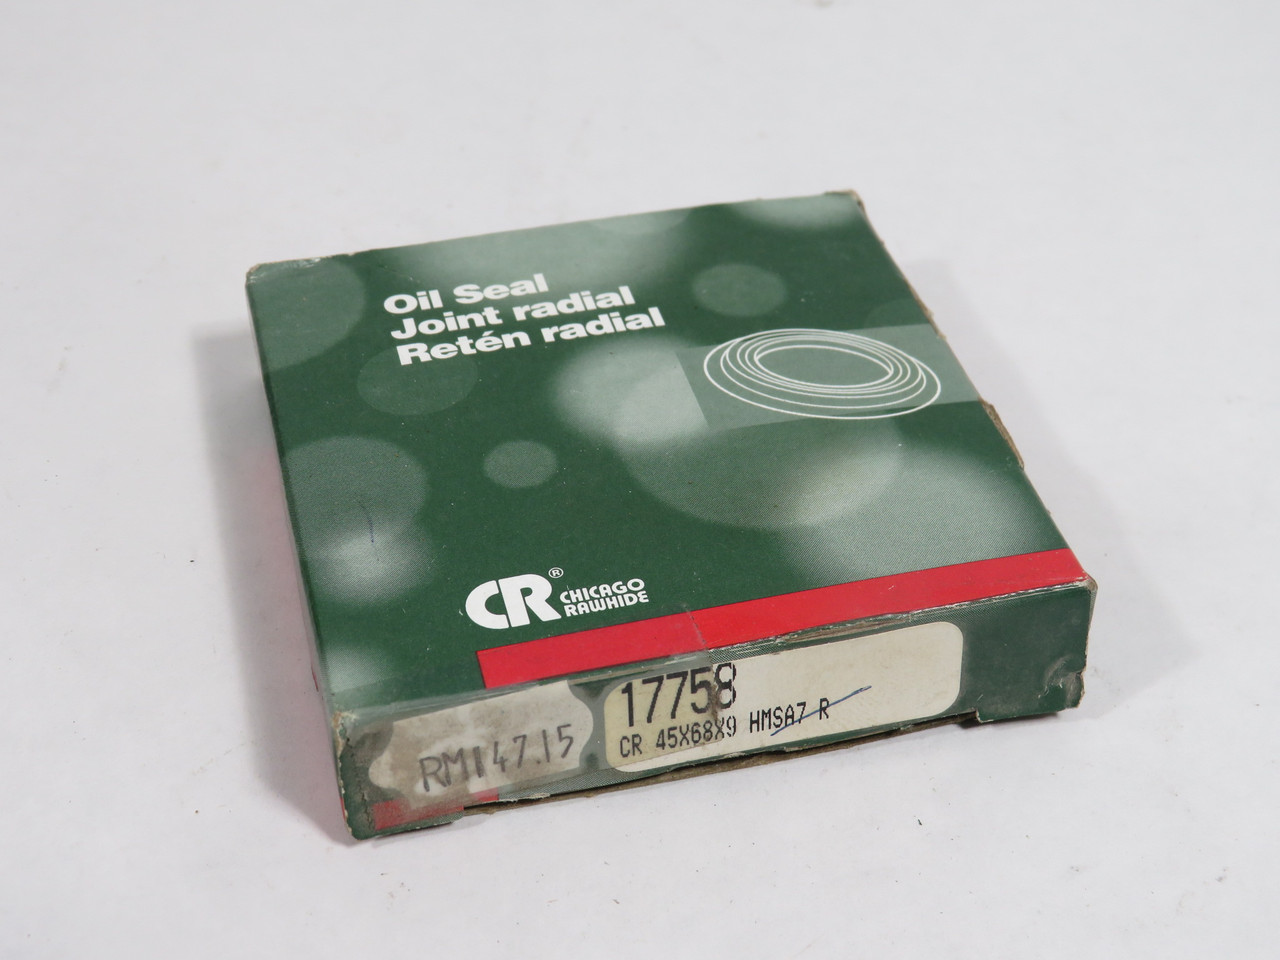 Oil Seal
Joint radial
Retén radial
CR®
CHICAGO
RAWHIDE
17758
CR 45X68X9 HMSA7 R
RM147.15